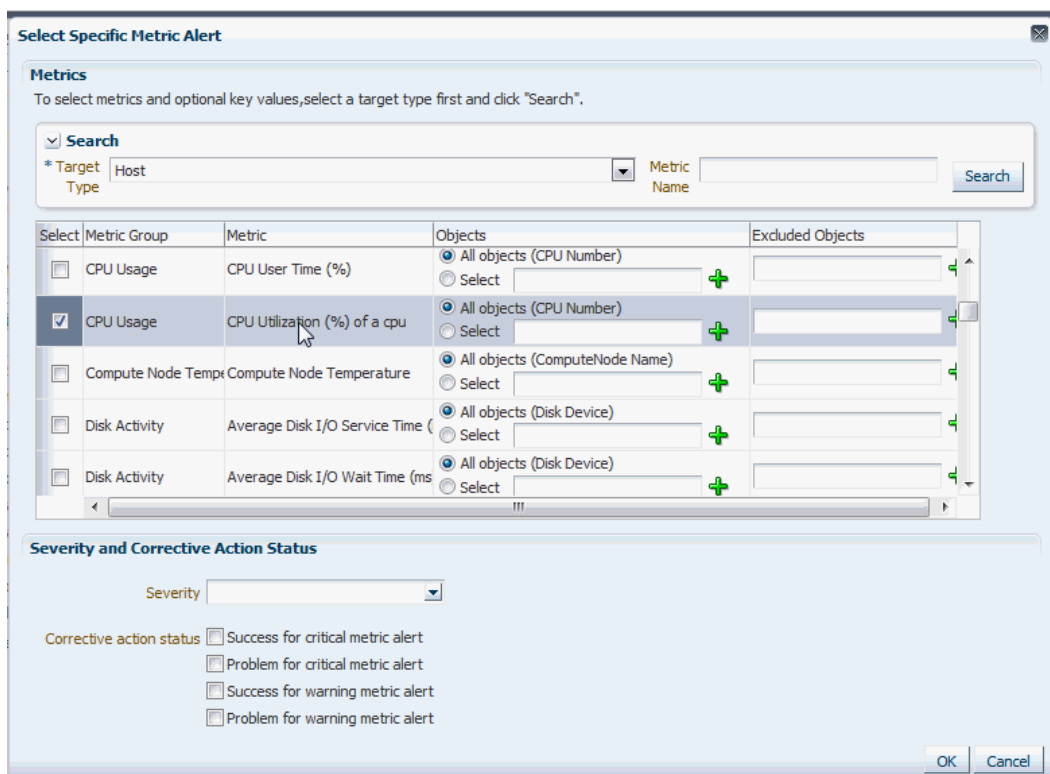 Select Specific Metric Alert
Metrics
To select metrics and optional key values,select a target type first and click "Search".
Search
* Target Type Host Metric Name Search
Select Metric Group Metric Objects Excluded Objects
CPU Usage CPU User Time (%) All objects (CPU Number)
Select
CPU Usage CPU Utilization (%) of a cpu All objects (CPU Number)
Select
Compute Node Tempe Compute Node Temperature All objects (ComputeNode Name)
Select
Disk Activity Average Disk I/O Service Time ( All objects (Disk Device)
Select
Disk Activity Average Disk I/O Wait Time (ms All objects (Disk Device)
Select
Severity and Corrective Action Status
Severity
Corrective action status Success for critical metric alert
Problem for critical metric alert
Success for warning metric alert
Problem for warning metric alert
OK Cancel